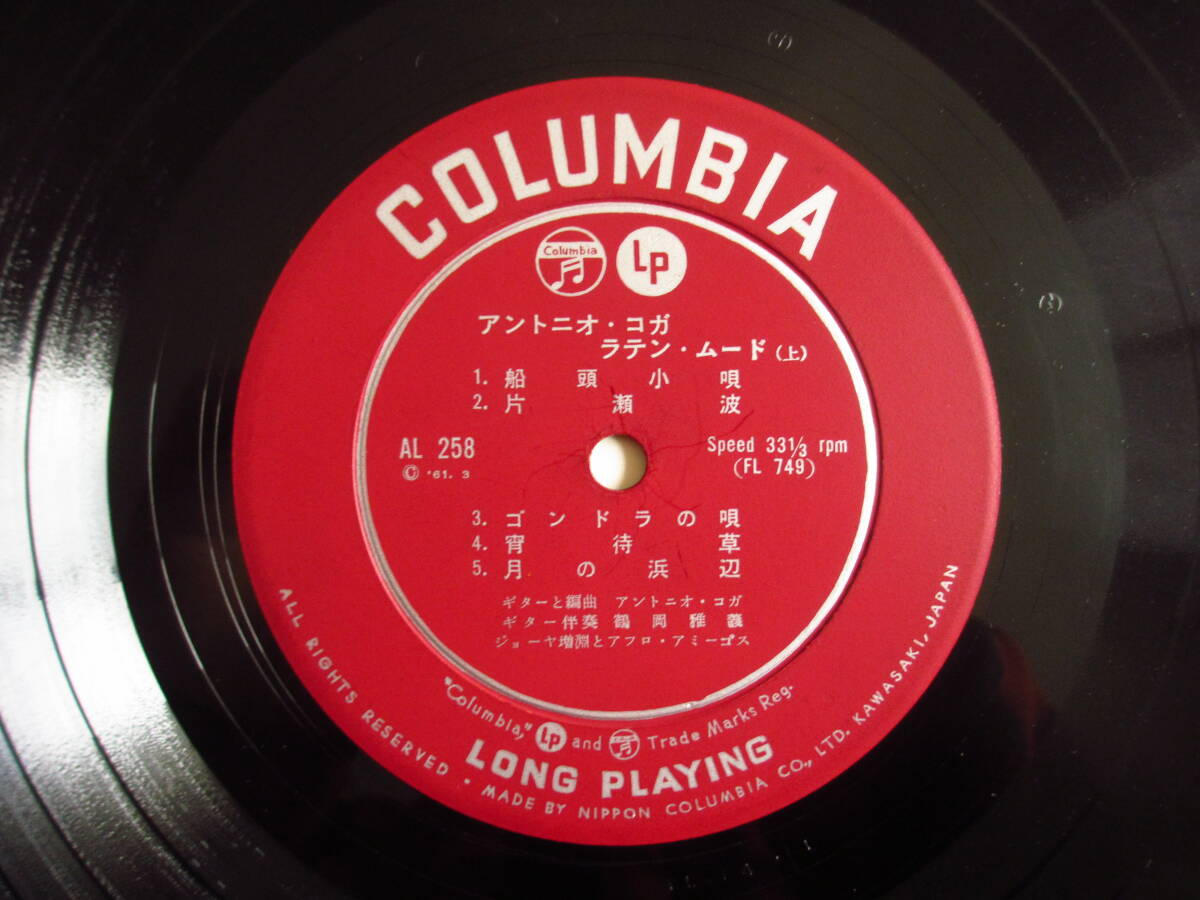 COLUMBIA
Columbia LP
アントニオ・コガ
ラテン・ムード(上)
1. 船頭小唄
2. 片瀬波
AL 258
Ⓒ '61. 3
Speed 33 1/3 rpm
(FL 749)
3. ゴンドラの唄
4. 宵待草
5. 月の浜辺
ギターと編曲 アントニオ・コガ
ギター伴奏 鶴岡雅義
ジョーヤ増淵とアフロ・アミーゴス
"Columbia," LP and Trade Marks Reg.
LONG PLAYING
ALL RIGHTS RESERVED • MADE BY NIPPON COLUMBIA CO., LTD. KAWASAKI, JAPAN